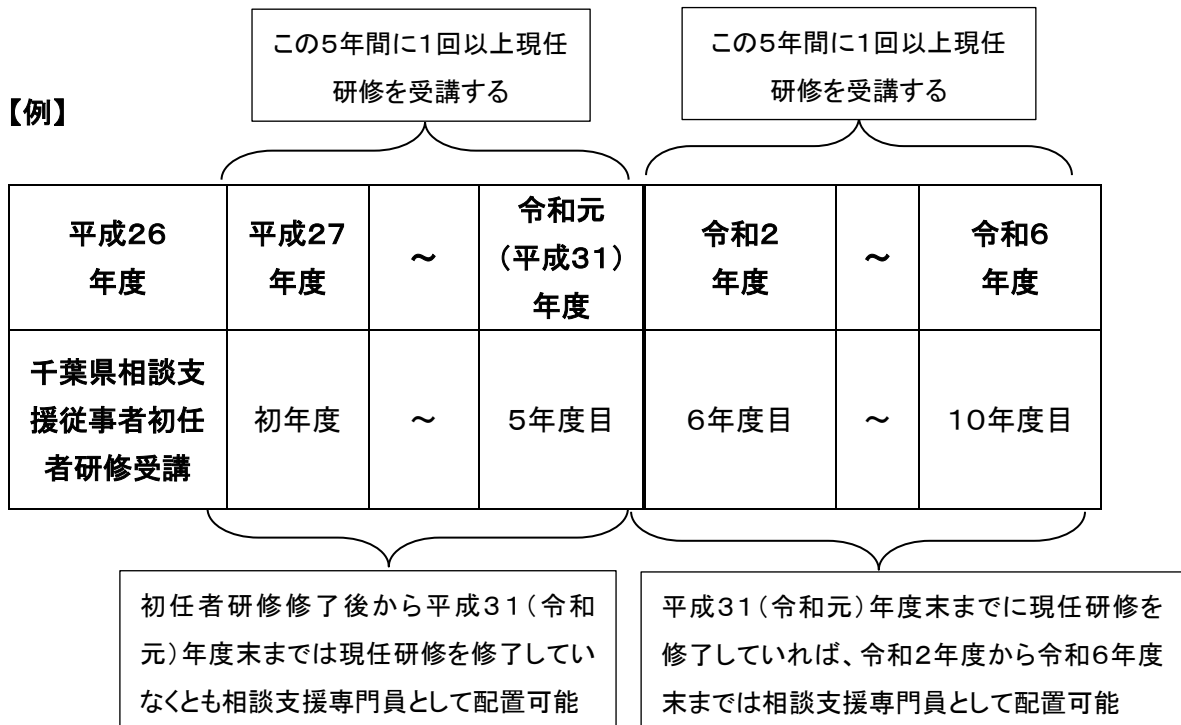 この5年間に1回以上現任
研修を受講する
この5年間に1回以上現任
研修を受講する
【例】
平成26
年度
平成27
年度
～
令和元
(平成31)
年度
令和2
年度
～
令和6
年度
千葉県相談支
援従事者初任
者研修受講
初年度
～
5年度目
6年度目
～
10年度目
初任者研修修了後から平成31(令和
元)年度末までは現任研修を修了してい
なくとも相談支援専門員として配置可能
平成31(令和元)年度末までに現任研修を
修了していれば、令和2年度から令和6年度
末までは相談支援専門員として配置可能